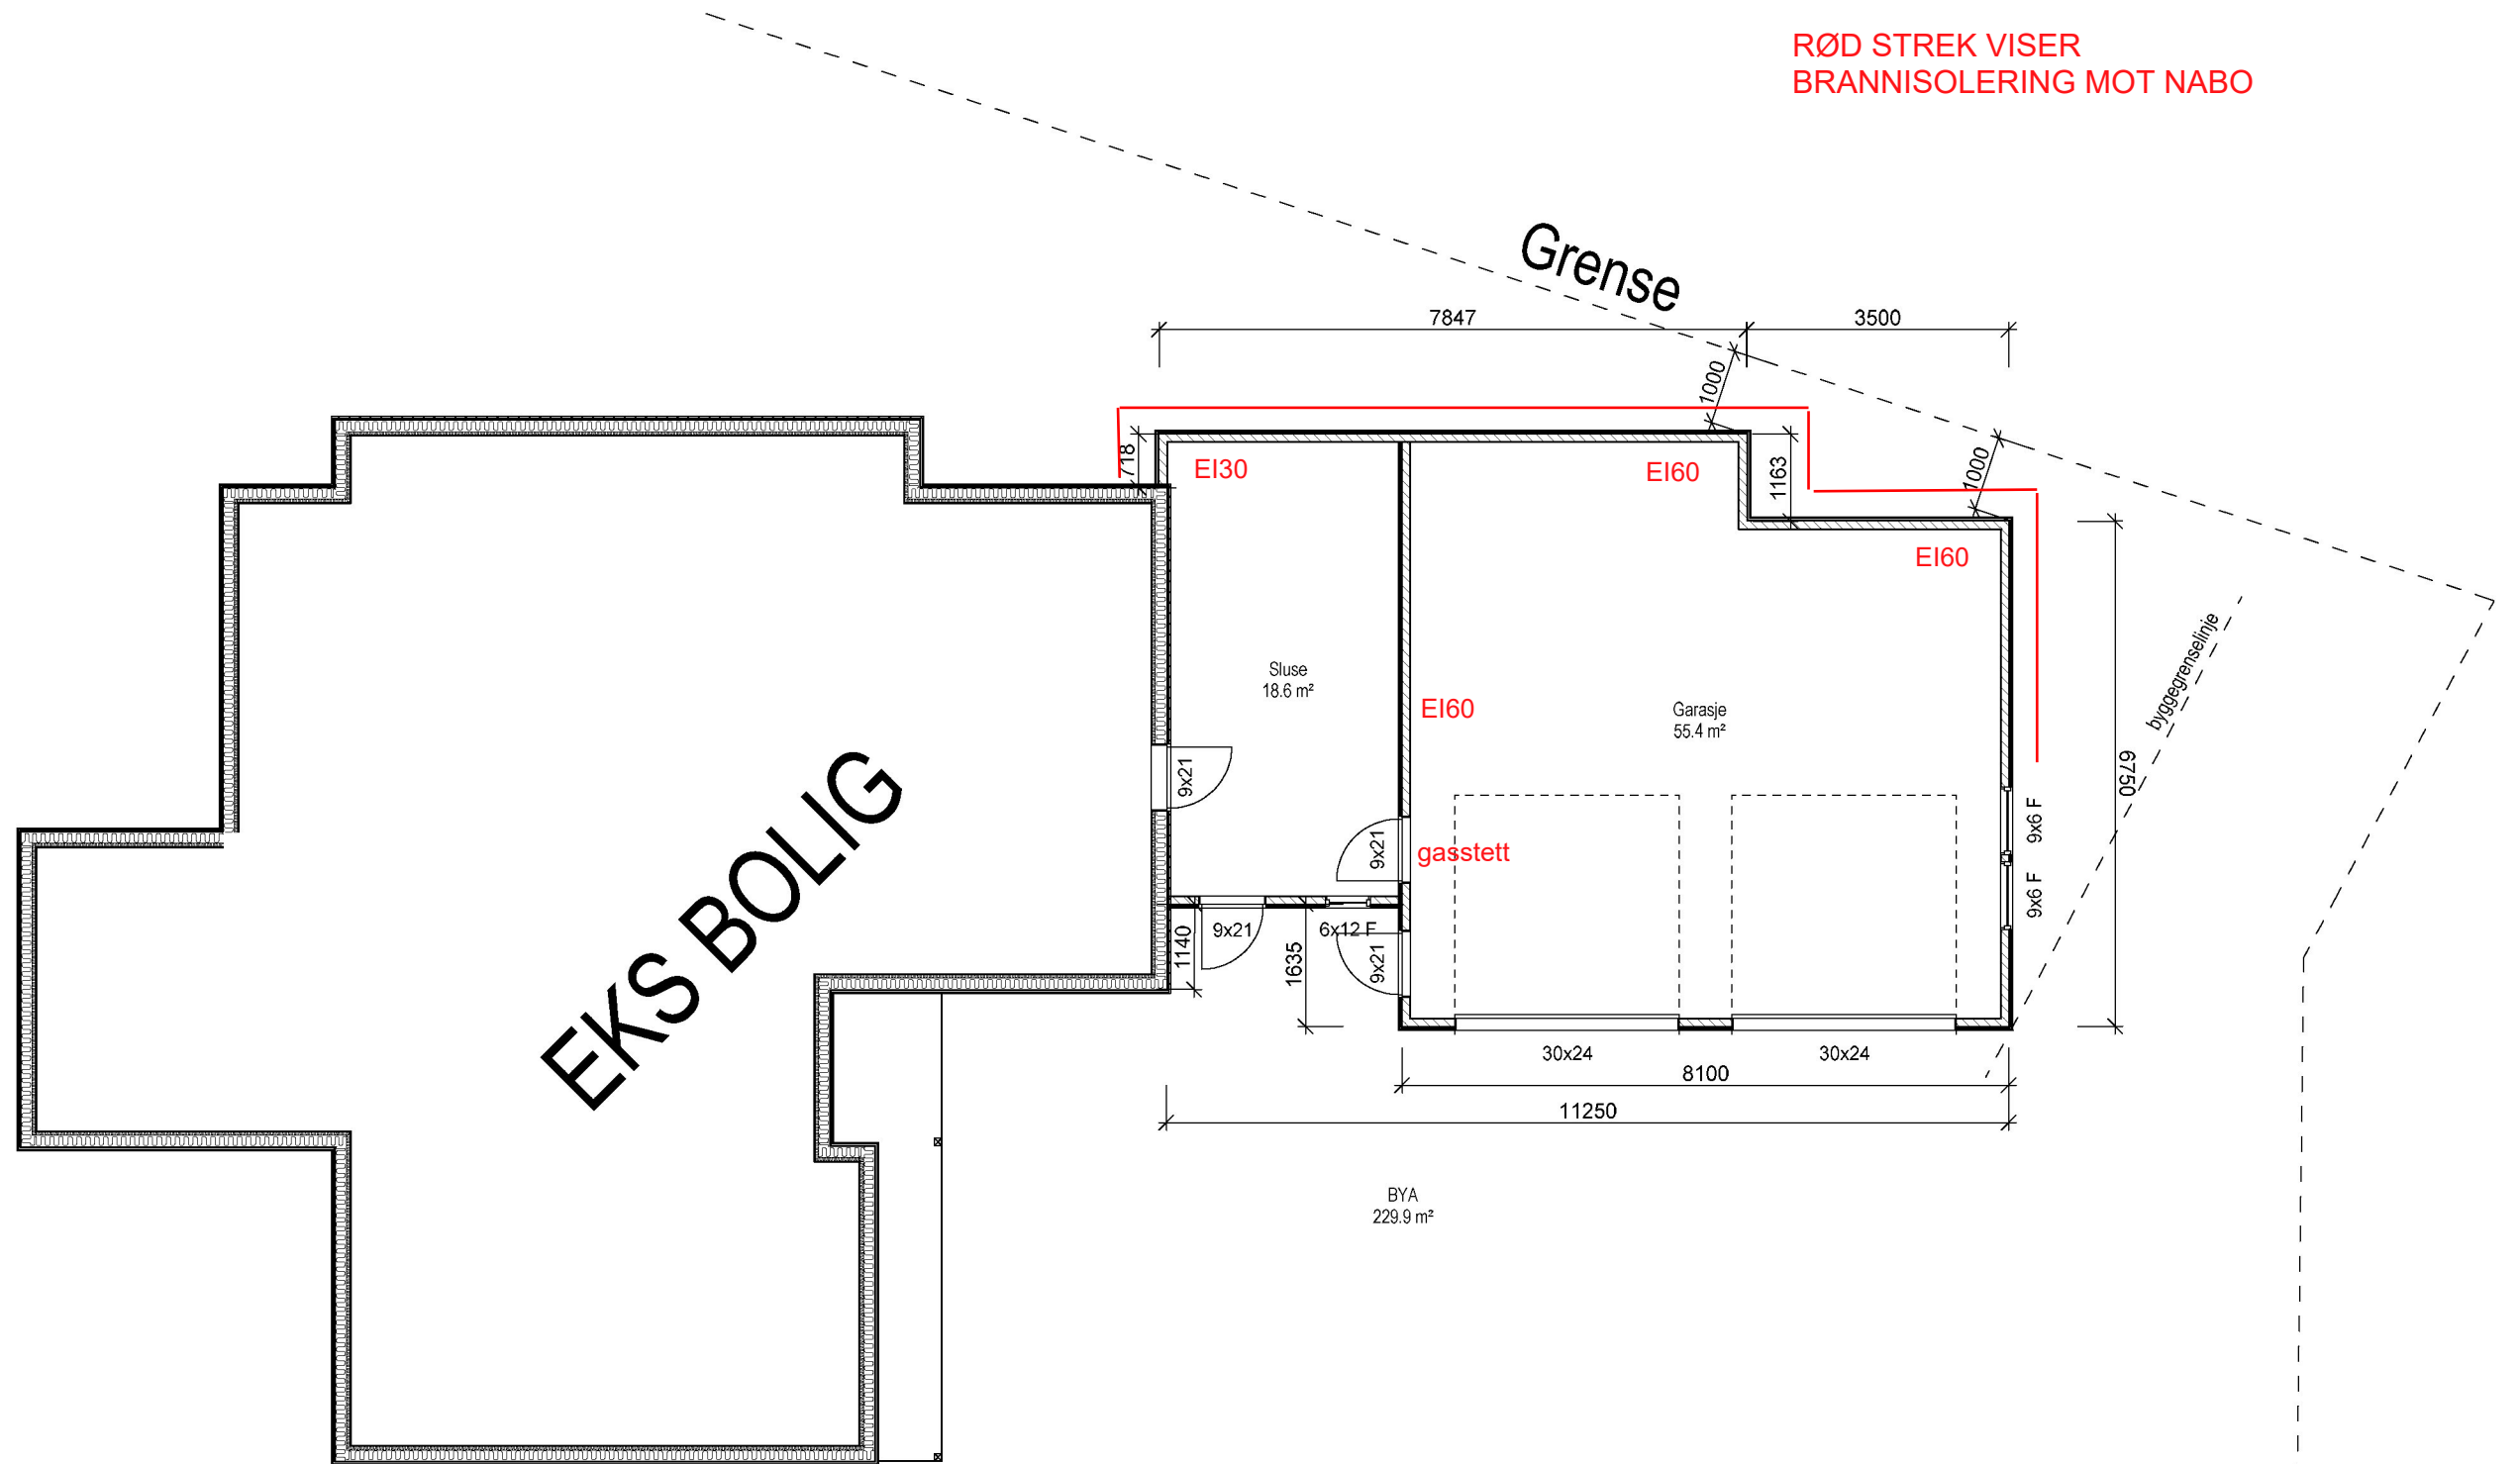 RØD STREK VISER
BRANNISOLERING MOT NABO
Grense
7847
3500
1000
1000
718
1163
EI30
EI60
EI60
Sluse
18.6 m²
EI60
Garasje
55.4 m²
byggegrenselinje
6750
9x21
9x21
gasstett
9x6 F
9x6 F
EKS BOLIG
1140
9x21
6x12 F
1635
9x21
30x24
30x24
8100
11250
BYA
229.9 m²